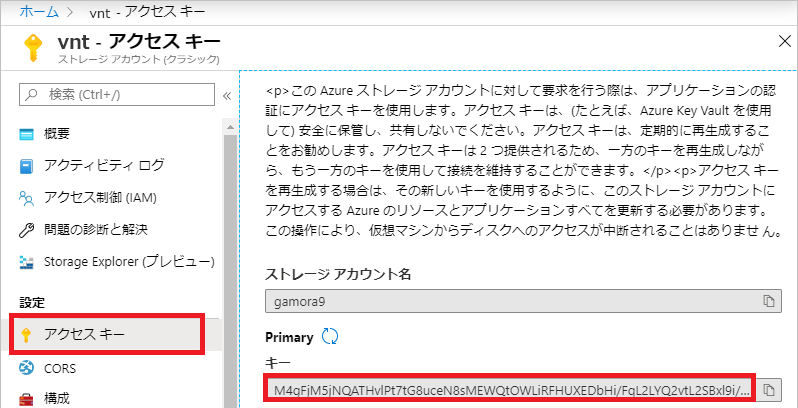 ホーム > vnt - アクセス キー
vnt - アクセス キー
ストレージ アカウント (クラシック)
検索 (Ctrl+/)
概要
アクティビティ ログ
アクセス制御 (IAM)
問題の診断と解決
Storage Explorer (プレビュー)
設定
アクセス キー
CORS
構成
<p>この Azure ストレージ アカウントに対して要求を行う際は、アプリケーションの認
証にアクセス キーを使用します。アクセス キーは、(たとえば、Azure Key Vault を使用
して) 安全に保管し、共有しないでください。アクセス キーは、定期的に再生成するこ
とをお勧めします。アクセス キーは 2 つ提供されるため、一方のキーを再生成しなが
ら、もう一方のキーを使用して接続を維持することができます。</p><p>アクセス キー
を再生成する場合は、その新しいキーを使用するように、このストレージ アカウントに
アクセスする Azure のリソースとアプリケーションすべてを更新する必要があります。
この操作により、仮想マシンからディスクへのアクセスが中断されることはありませ ん。
ストレージ アカウント名
gamora9
Primary
キー
M4qFjM5jNQATHvlPt7tG8uceN8sMEWQtOWLiRFHUXEDbHi/FqL2LYQ2vtL2SBxl9i/...